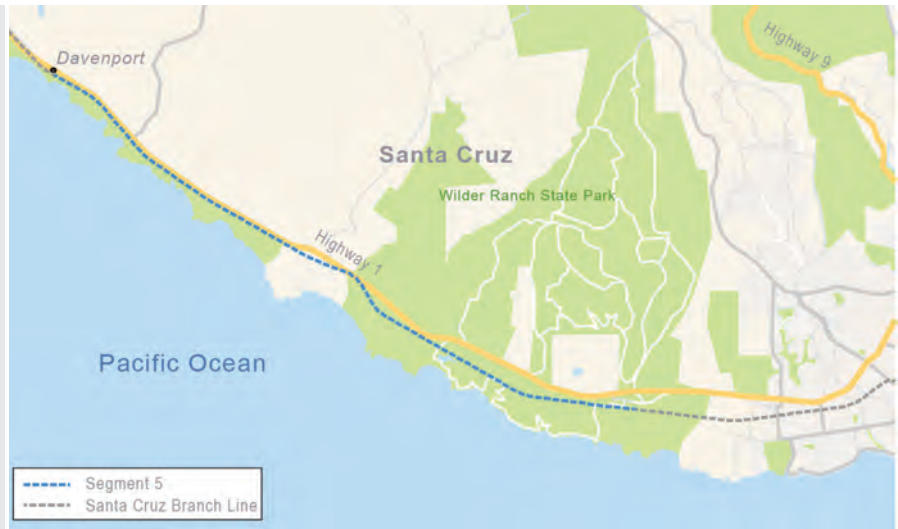 Davenport
Highway 9
Santa Cruz
Wilder Ranch State Park
Highway 1
Pacific Ocean
Segment 5
Santa Cruz Branch Line